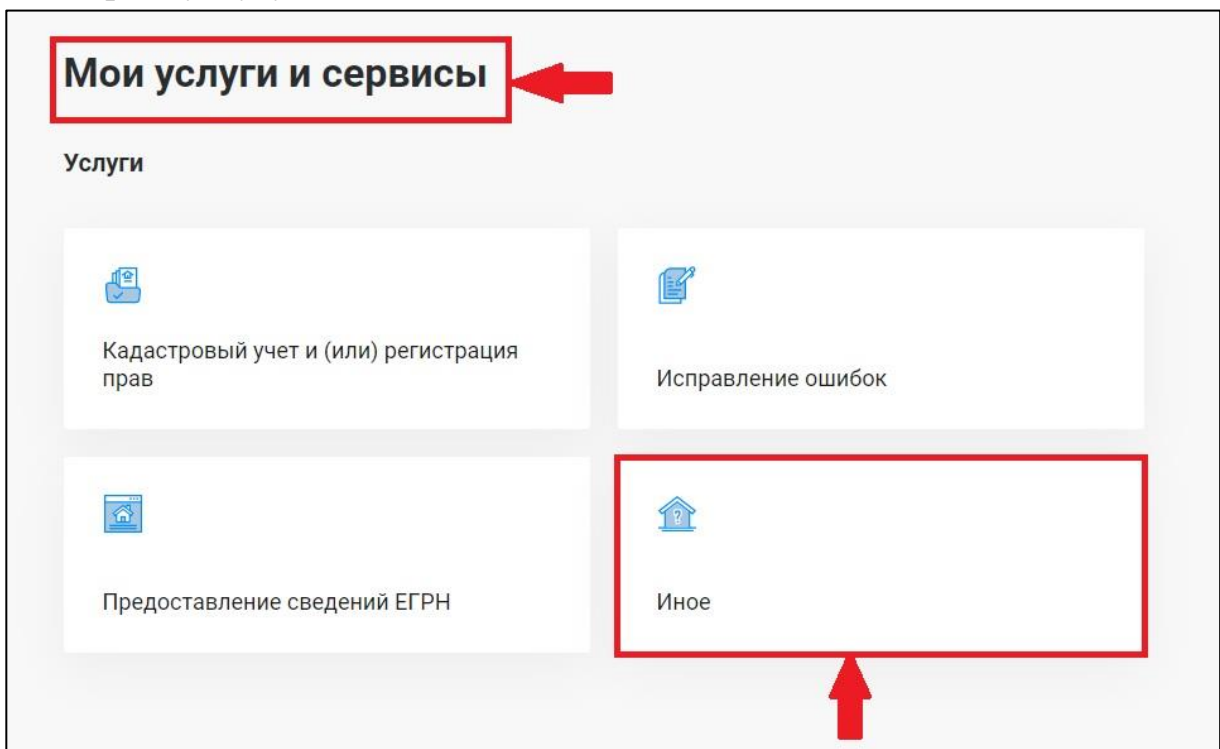 Мои услуги и сервисы
Услуги
Кадастровый учет и (или) регистрация
прав
Исправление ошибок
Предоставление сведений ЕГРН
Иное